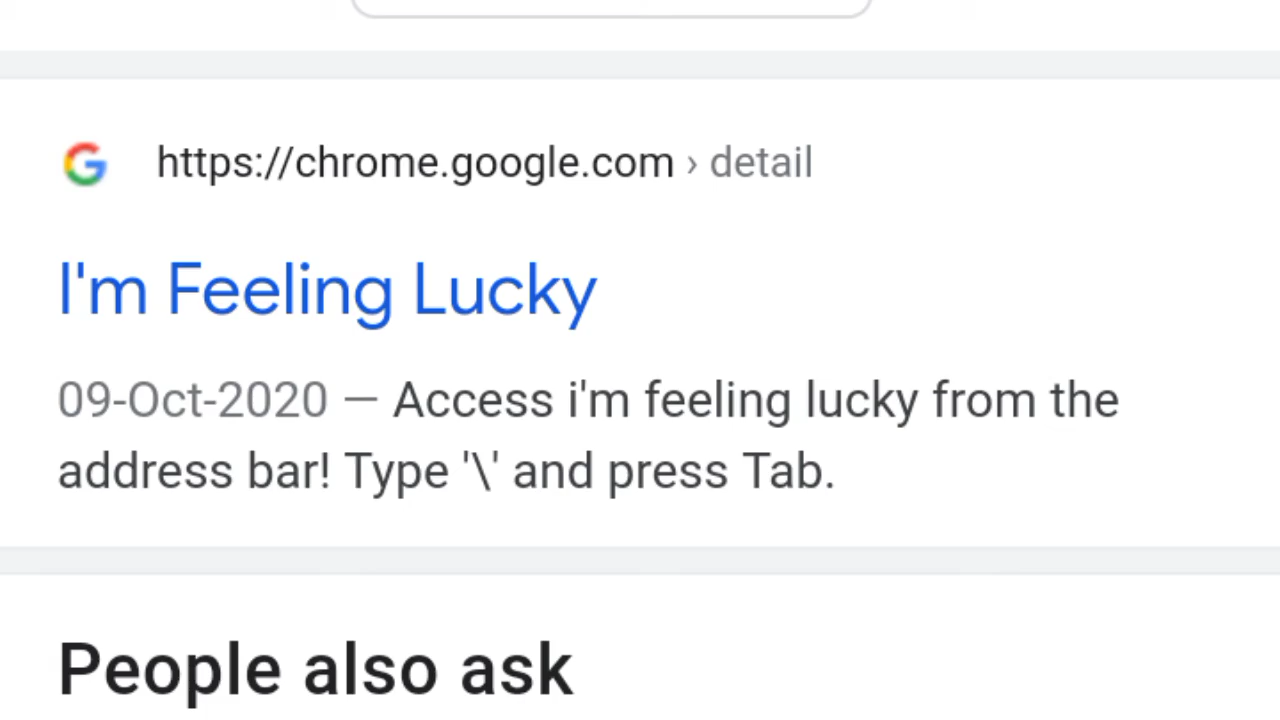 https://chrome.google.com › detail
I'm Feeling Lucky
09-Oct-2020 — Access i'm feeling lucky from the
address bar! Type '\' and press Tab.
People also ask